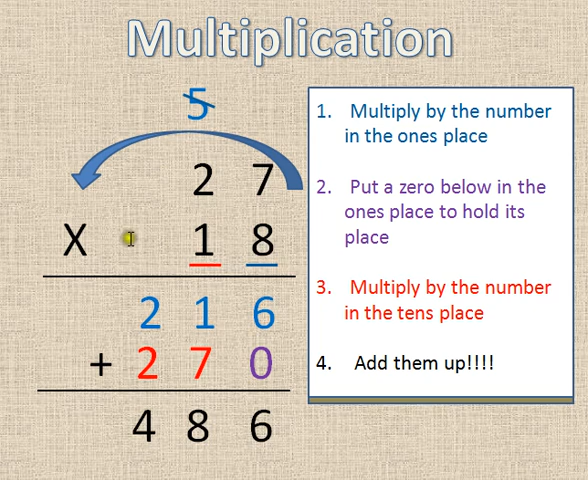 Multiplication
5
2 7
X 1 8
2 1 6
+ 2 7 0
4 8 6
1. Multiply by the number
in the ones place
2. Put a zero below in the
ones place to hold its
place
3. Multiply by the number
in the tens place
4. Add them up!!!!